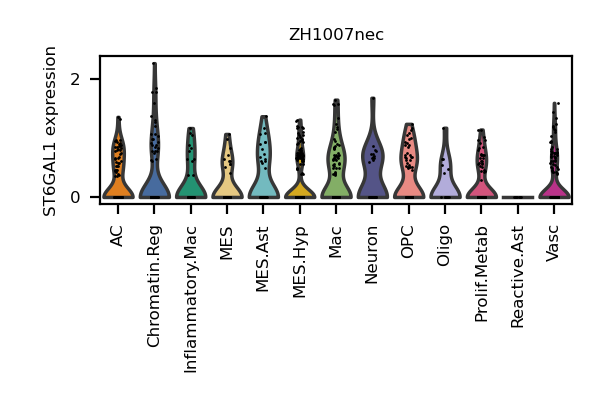 ZH1007nec
ST6GAL1 expression
2
0
AC
Chromatin.Reg
Inflammatory.Mac
MES
MES.Ast
MES.Hyp
Mac
Neuron
OPC
Oligo
Prolif.Metab
Reactive.Ast
Vasc